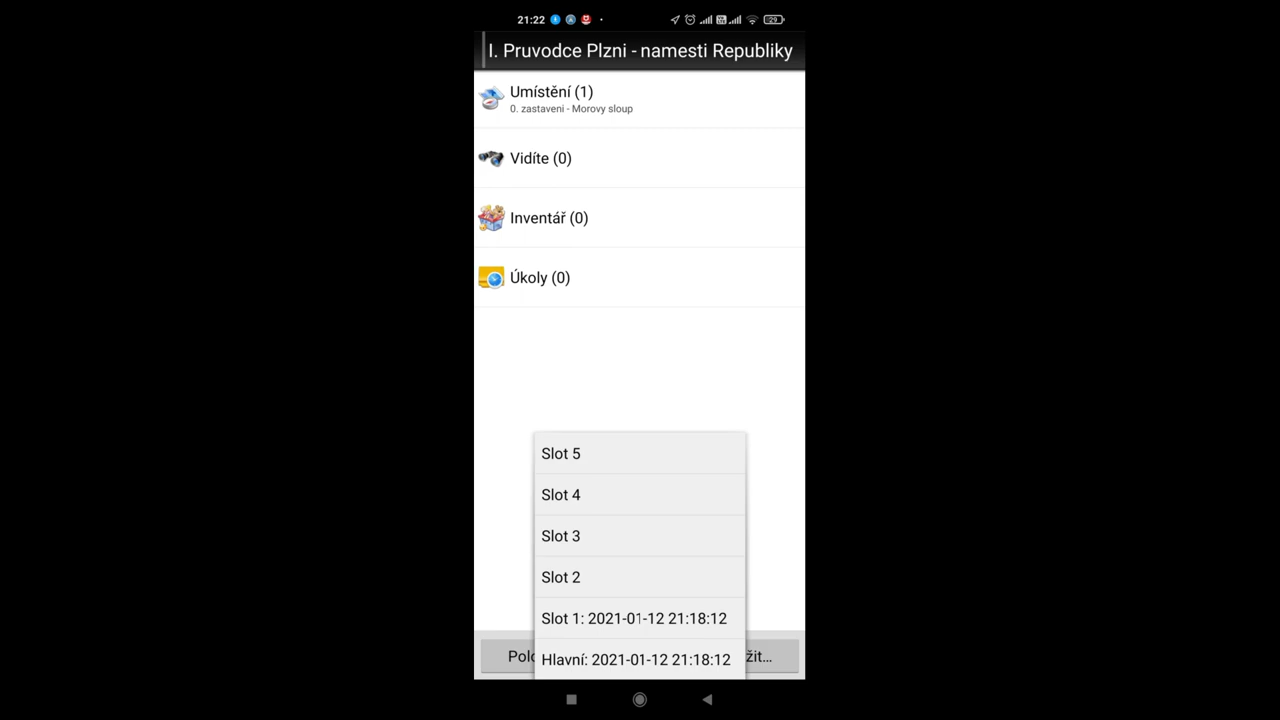 21:22
29
I. Pruvodce Plzni - namesti Republiky
Umístění (1)
0. zastaveni - Morovy sloup
Vidíte (0)
Inventář (0)
Úkoly (0)
Slot 5
Slot 4
Slot 3
Slot 2
Slot 1: 2021-01-12 21:18:12
Hlavní: 2021-01-12 21:18:12